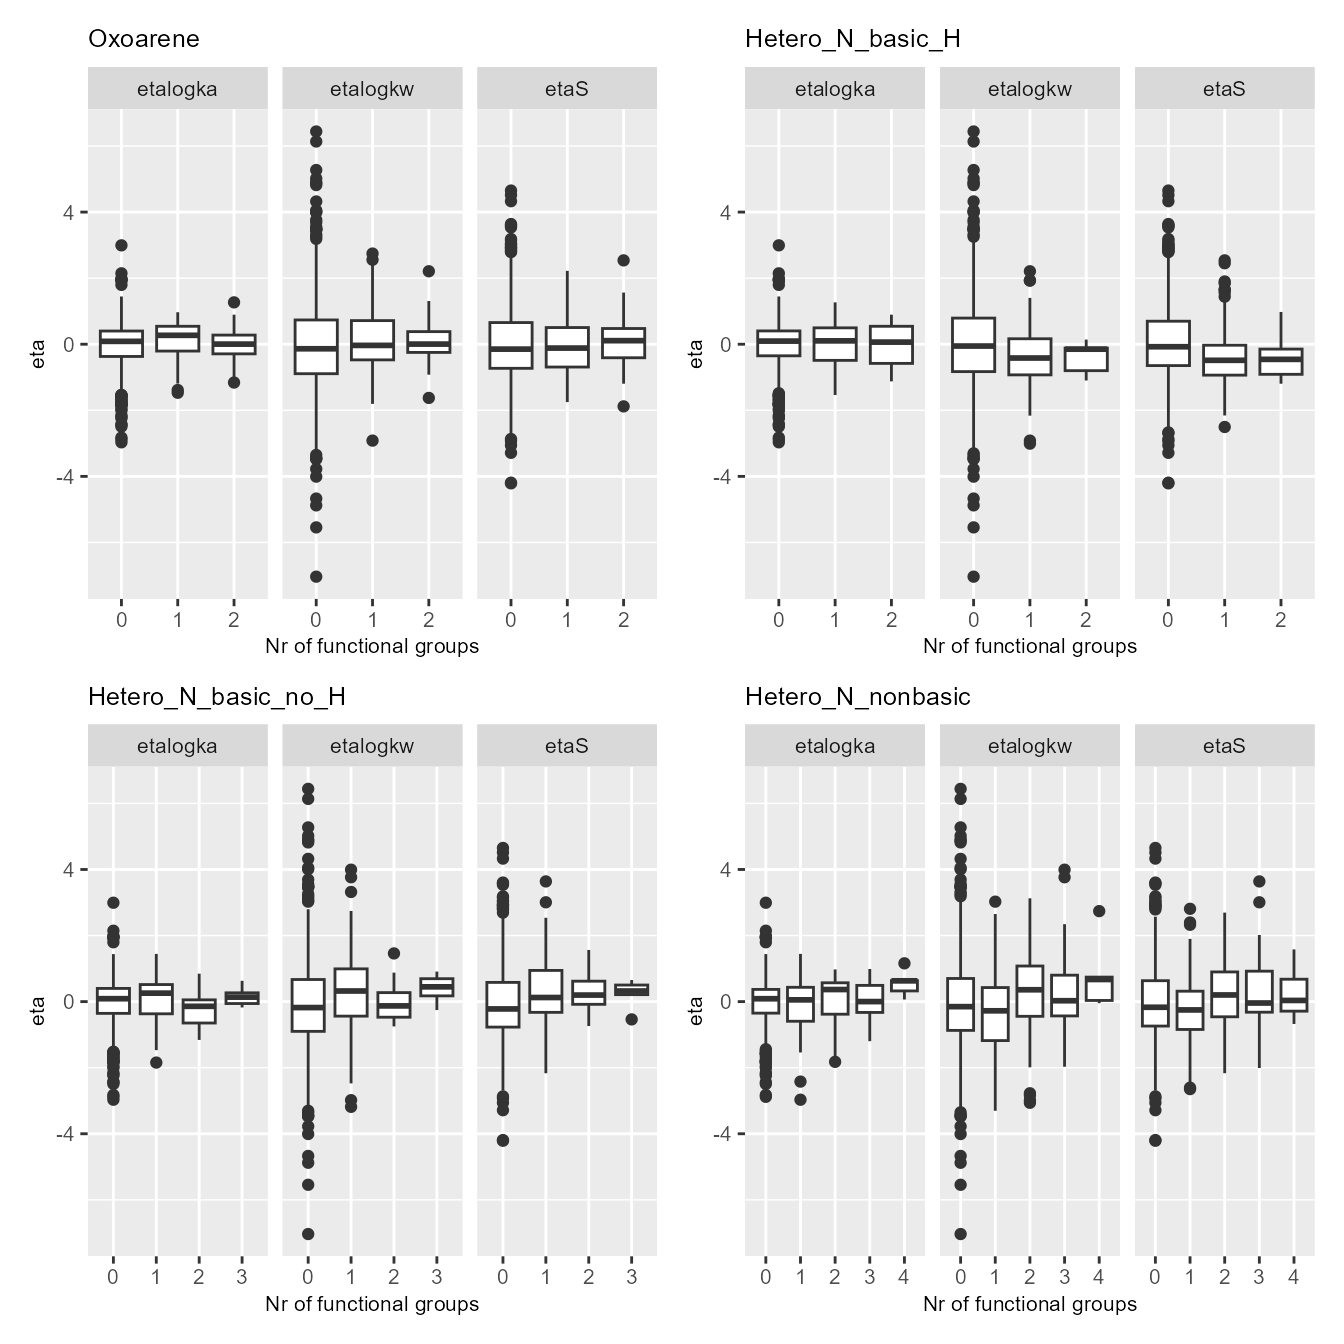 Oxoarene
etalogka etalogkw etaS
4
0
-4
eta
0 1 2 0 1 2 0 1 2
Nr of functional groups
Hetero_N_basic_H
etalogka etalogkw etaS
4
0
-4
eta
0 1 2 0 1 2 0 1 2
Nr of functional groups
Hetero_N_basic_no_H
etalogka etalogkw etaS
4
0
-4
eta
0 1 2 3 0 1 2 3 0 1 2 3
Nr of functional groups
Hetero_N_nonbasic
etalogka etalogkw etaS
4
0
-4
eta
0 1 2 3 4 0 1 2 3 4 0 1 2 3 4
Nr of functional groups